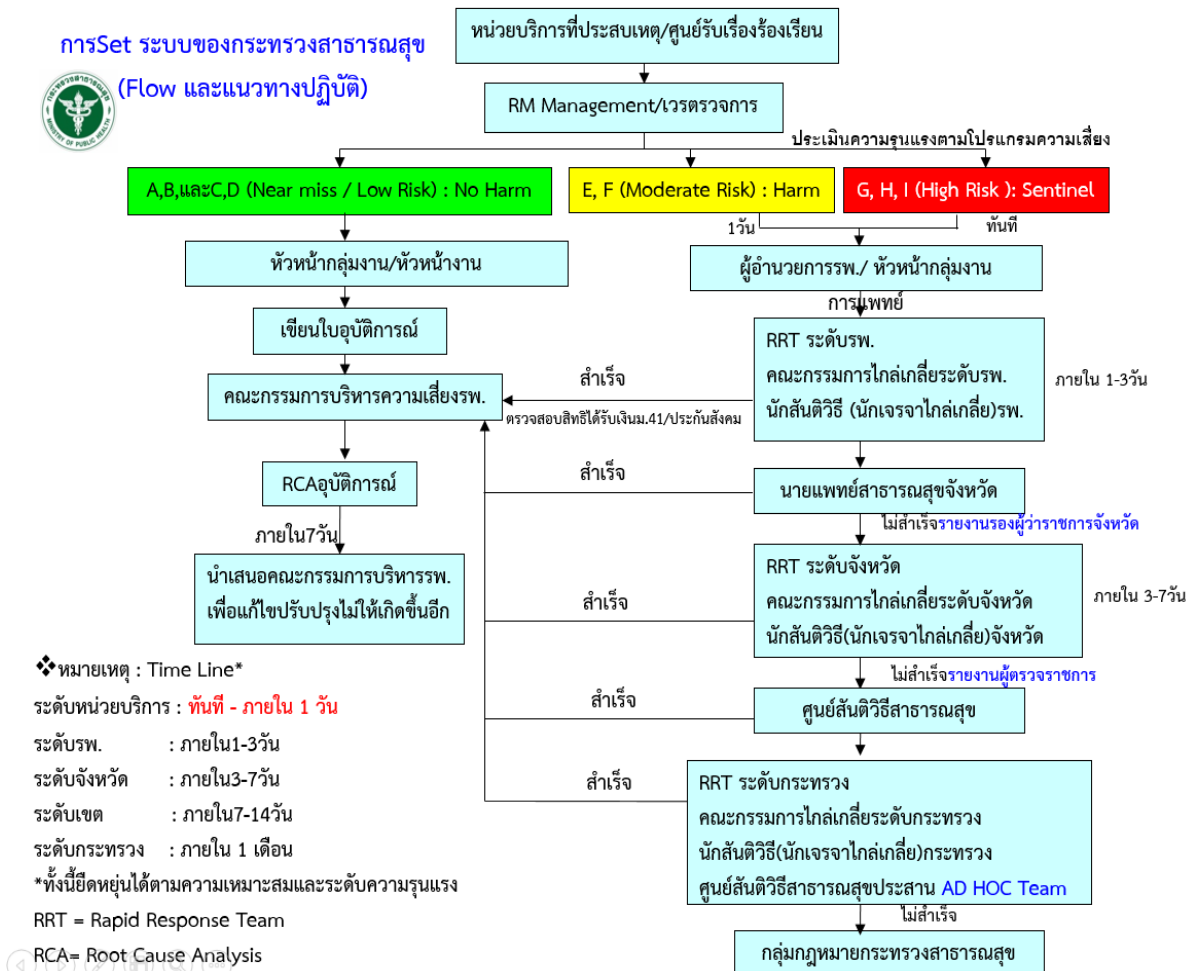 การSet ระบบของกระทรวงสาธารณสุข
(Flow และแนวทางปฏิบัติ)
กระทรวงสาธารณสุข
MINISTRY OF PUBLIC HEALTH
หน่วยบริการที่ประสบเหตุ/ศูนย์รับเรื่องร้องเรียน
RM Management/เวรตรวจการ
ประเมินความรุนแรงตามโปรแกรมความเสี่ยง
A,B,และC,D (Near miss / Low Risk) : No Harm
E, F (Moderate Risk) : Harm
G, H, I (High Risk ): Sentinel
1วัน
ทันที
หัวหน้ากลุ่มงาน/หัวหน้างาน
ผู้อำนวยการรพ./ หัวหน้ากลุ่มงาน
การแพทย์
เขียนใบอุบัติการณ์
RRT ระดับรพ.
คณะกรรมการไกล่เกลี่ยระดับรพ.
นักสันติวิธี (นักเจรจาไกล่เกลี่ย)รพ.
ภายใน 1-3วัน
สำเร็จ
คณะกรรมการบริหารความเสี่ยงรพ.
ตรวจสอบสิทธิได้รับเงินม.41/ประกันสังคม
RCAอุบัติการณ์
สำเร็จ
นายแพทย์สาธารณสุขจังหวัด
ไม่สำเร็จรายงานรองผู้ว่าราชการจังหวัด
ภายใน7วัน
นำเสนอคณะกรรมการบริหารรพ.
เพื่อแก้ไขปรับปรุงไม่ให้เกิดขึ้นอีก
สำเร็จ
RRT ระดับจังหวัด
คณะกรรมการไกล่เกลี่ยระดับจังหวัด
นักสันติวิธี(นักเจรจาไกล่เกลี่ย)จังหวัด
ภายใน 3-7วัน
ไม่สำเร็จรายงานผู้ตรวจราชการ
สำเร็จ
ศูนย์สันติวิธีสาธารณสุข
สำเร็จ
RRT ระดับกระทรวง
คณะกรรมการไกล่เกลี่ยระดับกระทรวง
นักสันติวิธี(นักเจรจาไกล่เกลี่ย)กระทรวง
ศูนย์สันติวิธีสาธารณสุขประสาน AD HOC Team
ไม่สำเร็จ
กลุ่มกฎหมายกระทรวงสาธารณสุข
❖หมายเหตุ : Time Line*
ระดับหน่วยบริการ : ทันที - ภายใน 1 วัน
ระดับรพ. : ภายใน1-3วัน
ระดับจังหวัด : ภายใน3-7วัน
ระดับเขต : ภายใน7-14วัน
ระดับกระทรวง : ภายใน 1 เดือน
*ทั้งนี้ยืดหยุ่นได้ตามความเหมาะสมและระดับความรุนแรง
RRT = Rapid Response Team
RCA= Root Cause Analysis